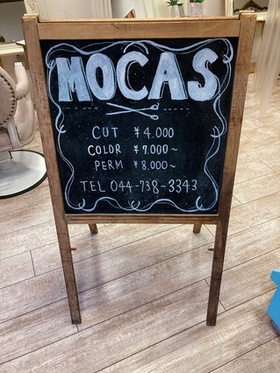 MOCAS
CUT ¥4.000
COLOR ¥7.000~
PERM ¥8.000~
TEL 044-738-3343